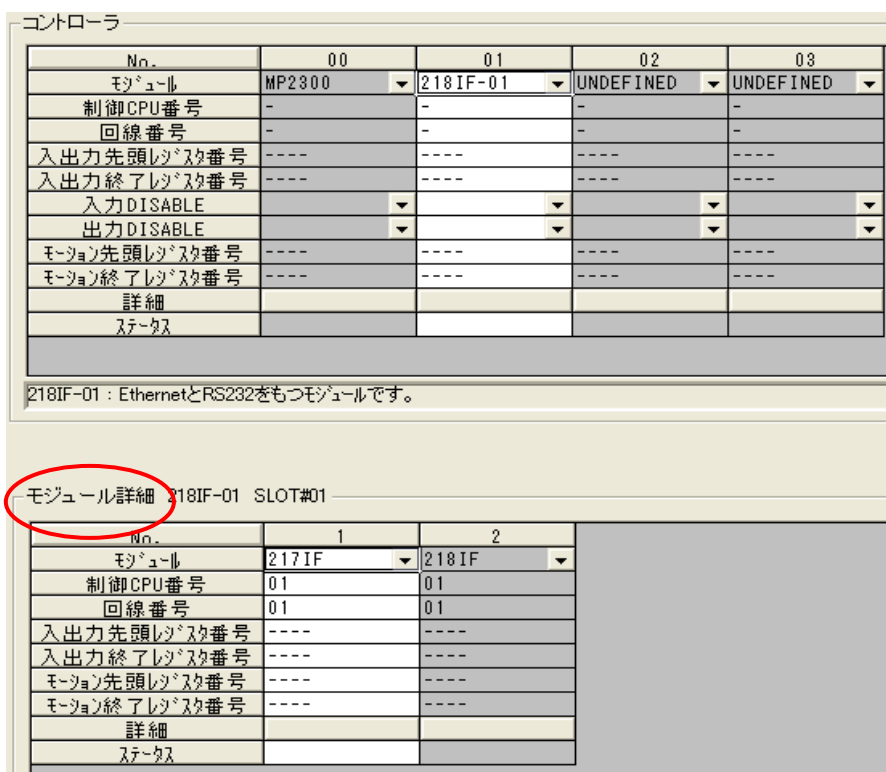 コントローラ
No. 00 01 02 03
ﾓｼﾞｭｰﾙ MP2300 218IF-01 UNDEFINED UNDEFINED
制御CPU番号 - - - -
回線番号 - - - -
入出力先頭ﾚｼﾞｽﾀ番号 ---- ---- ---- ----
入出力終了ﾚｼﾞｽﾀ番号 ---- ---- ---- ----
入力DISABLE
出力DISABLE
ﾓｰｼｮﾝ先頭ﾚｼﾞｽﾀ番号 ---- ---- ---- ----
ﾓｰｼｮﾝ終了ﾚｼﾞｽﾀ番号 ---- ---- ---- ----
詳細
ｽﾃｰﾀｽ
218IF-01 : EthernetとRS232をもつﾓｼﾞｭｰﾙです。
モジュール詳細 218IF-01 SLOT#01
No. 1 2
ﾓｼﾞｭｰﾙ 217IF 218IF
制御CPU番号 01 01
回線番号 01 01
入出力先頭ﾚｼﾞｽﾀ番号 ---- ----
入出力終了ﾚｼﾞｽﾀ番号 ---- ----
ﾓｰｼｮﾝ先頭ﾚｼﾞｽﾀ番号 ---- ----
ﾓｰｼｮﾝ終了ﾚｼﾞｽﾀ番号 ---- ----
詳細
ｽﾃｰﾀｽ